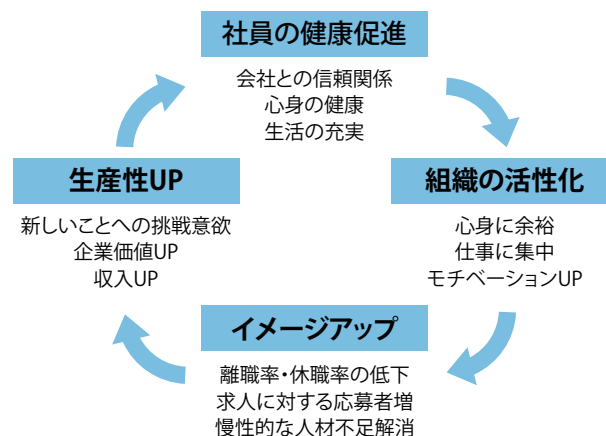 社員の健康促進
会社との信頼関係
心身の健康
生活の充実
組織の活性化
心身に余裕
仕事に集中
モチベーションUP
イメージアップ
離職率・休職率の低下
求人に対する応募者増
慢性的な人材不足解消
生産性UP
新しいことへの挑戦意欲
企業価値UP
収入UP